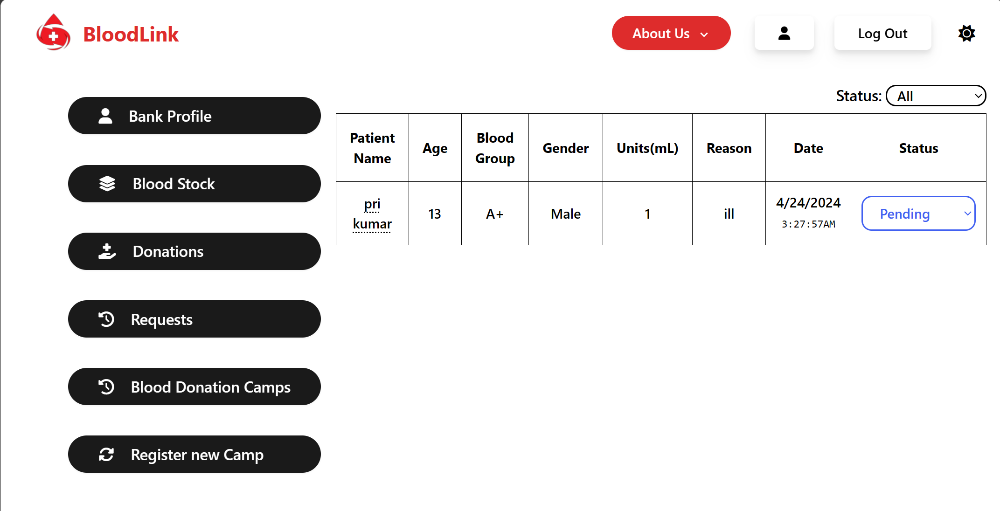 BloodLink
About Us
Log Out
Status: All
Bank Profile
Blood Stock
Donations
Requests
Blood Donation Camps
Register new Camp
Patient Name Age Blood Group Gender Units(mL) Reason Date Status
pri kumar 13 A+ Male 1 ill 4/24/2024 3:27:57AM Pending